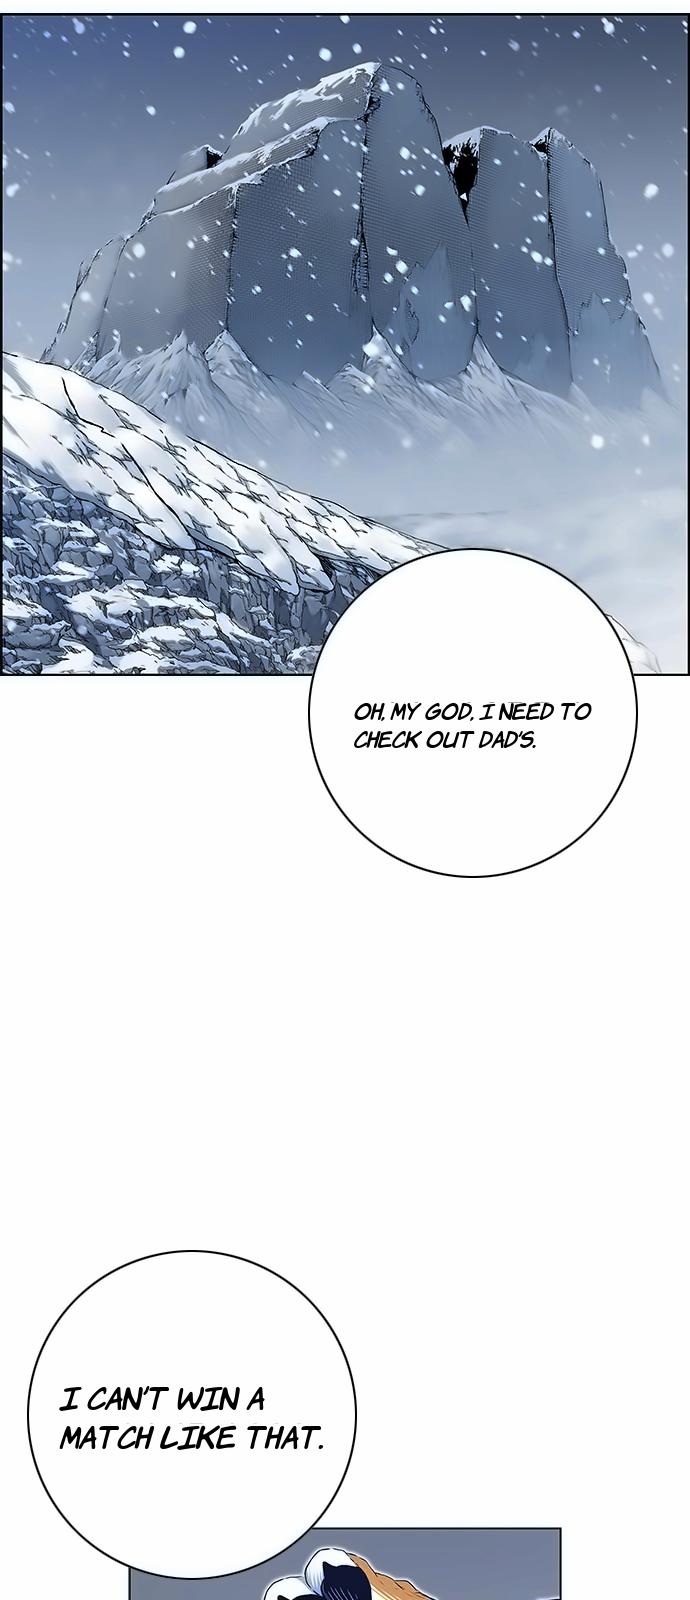 OH, MY GOD, I NEED TO
CHECK OUT DAD'S.
I CAN'T WIN A
MATCH LIKE THAT.